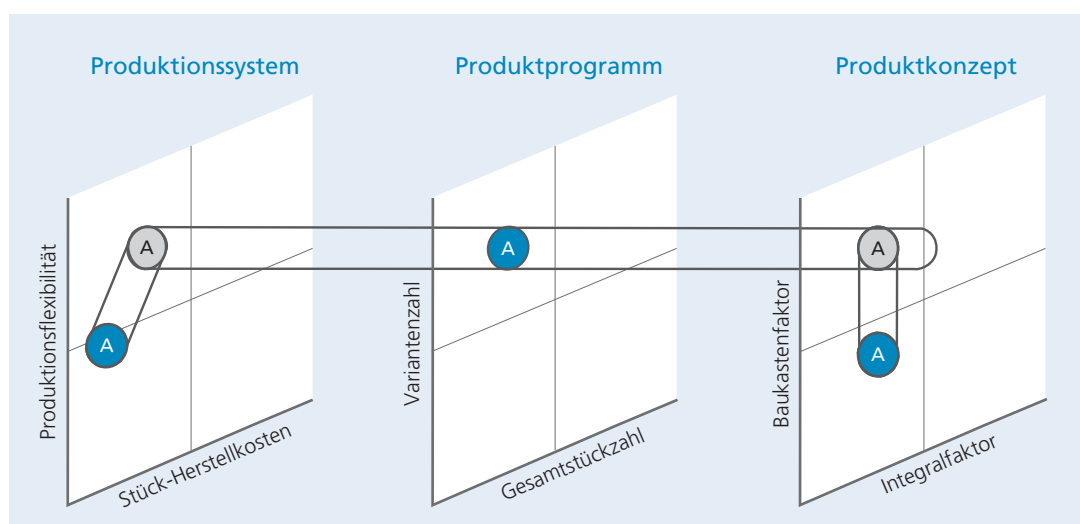 Produktionssystem
Produktprogramm
Produktkonzept
Produktionsflexibilität
A
A
Stück-Herstellkosten
Variantenzahl
A
Gesamtstückzahl
Baukastenfaktor
A
A
Integralfaktor